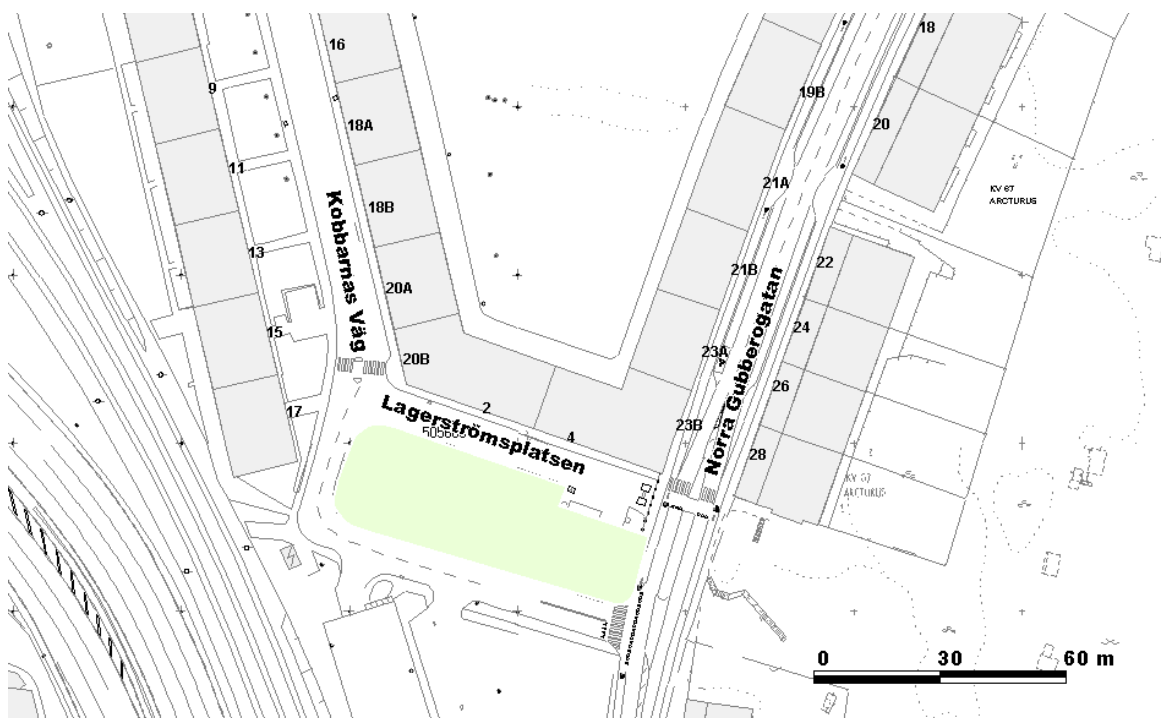 16
18
9
19B
18A
20
11
21A
KV 67
ARCTURUS
18B
13
21B
22
Kobbarnas Väg
20A
15
24
23A
20B
Norra Gubberogatan
26
17
2
Lagerströmsplatsen
4
23B
28
KV 67
ARCTURUS
0 30 60 m